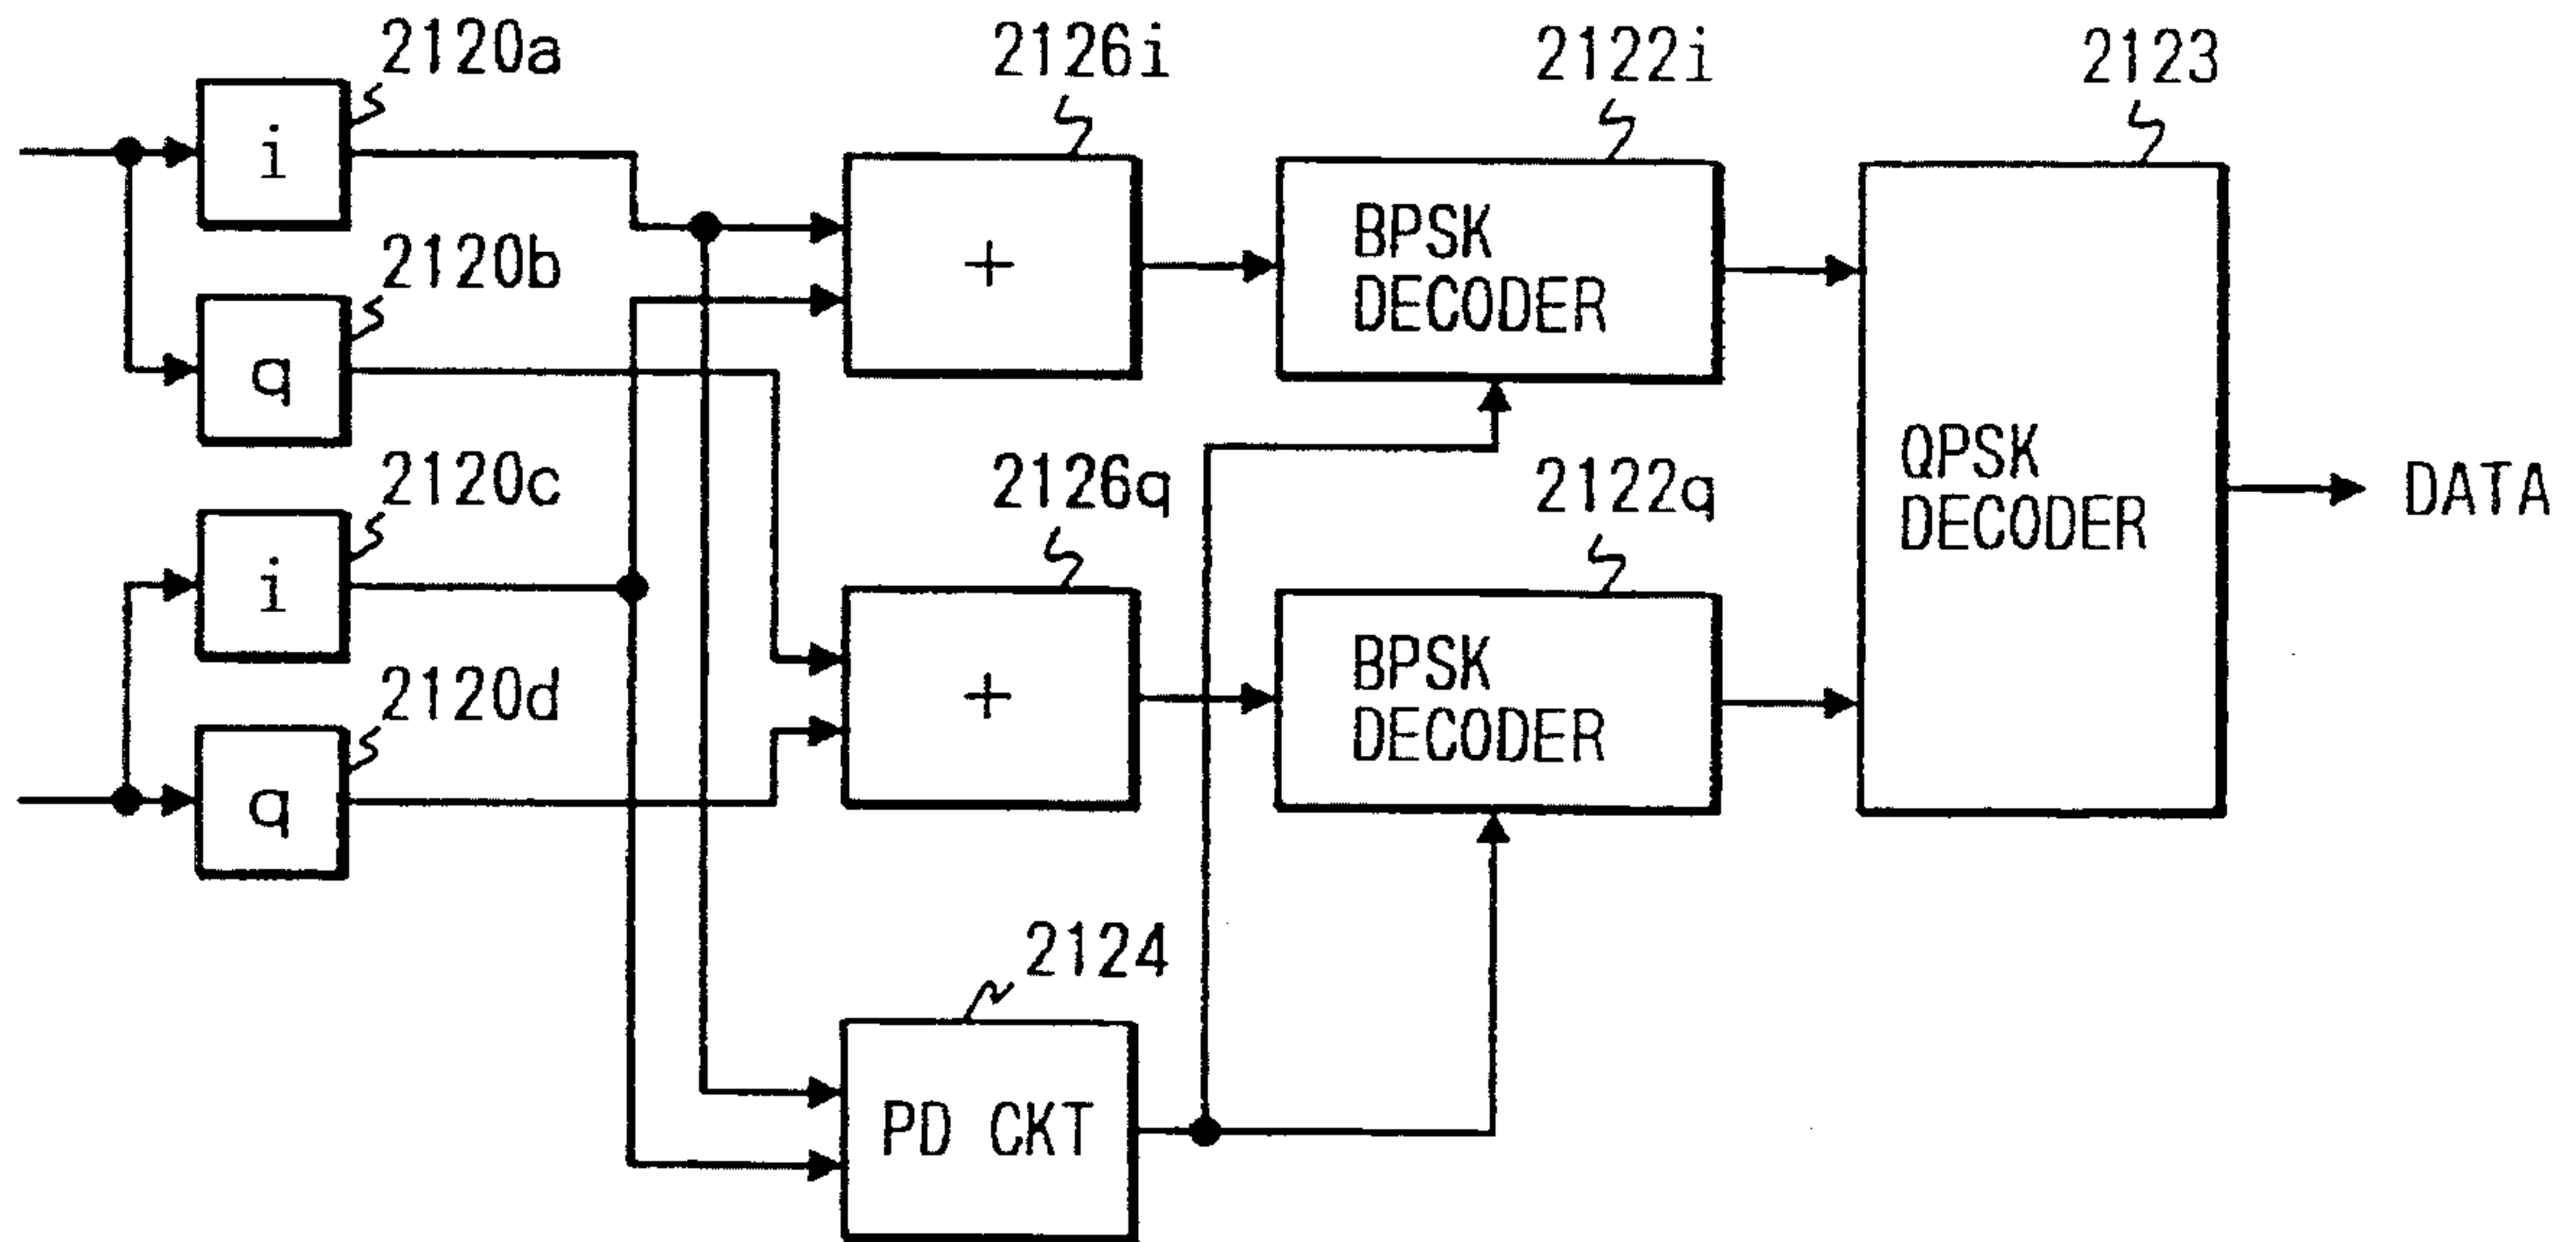 2120a
2126i
2122i
2123
i
2120b
BPSK
DECODER
+
q
2120c
2126q
2122q
QPSK
DECODER
DATA
i
2120d
BPSK
DECODER
+
q
2124
PD CKT